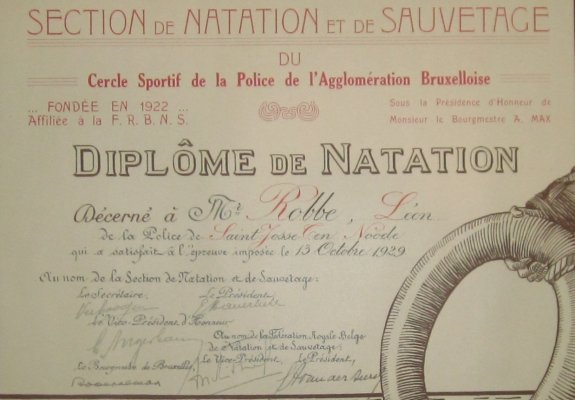 SECTION DE NATATION ET DE SAUVETAGE
DU
Cercle Sportif de la Police de l'Agglomération Bruxelloise
... FONDÉE EN 1922 ...
Affiliée à la F. R. B. N. S.
Sous la Présidence d'Honneur de
Monsieur le Bourgmestre A. MAX
DIPLÔME DE NATATION
Décerné à Mr Robbe, Léon
de la Police de Saint Josse Ten Noode
qui a satisfait à l'épreuve imposée le 13 Octobre 1929
Au nom de la Section de Natation et de Sauvetage:
Le Secrétaire, Le Président,
Le Vice-Président d'Honneur
Au nom de la Fédération Royale Belge
de Natation et de Sauvetage:
Le Bourgmestre de Bruxelles, Le Vice-Président, Le Président,